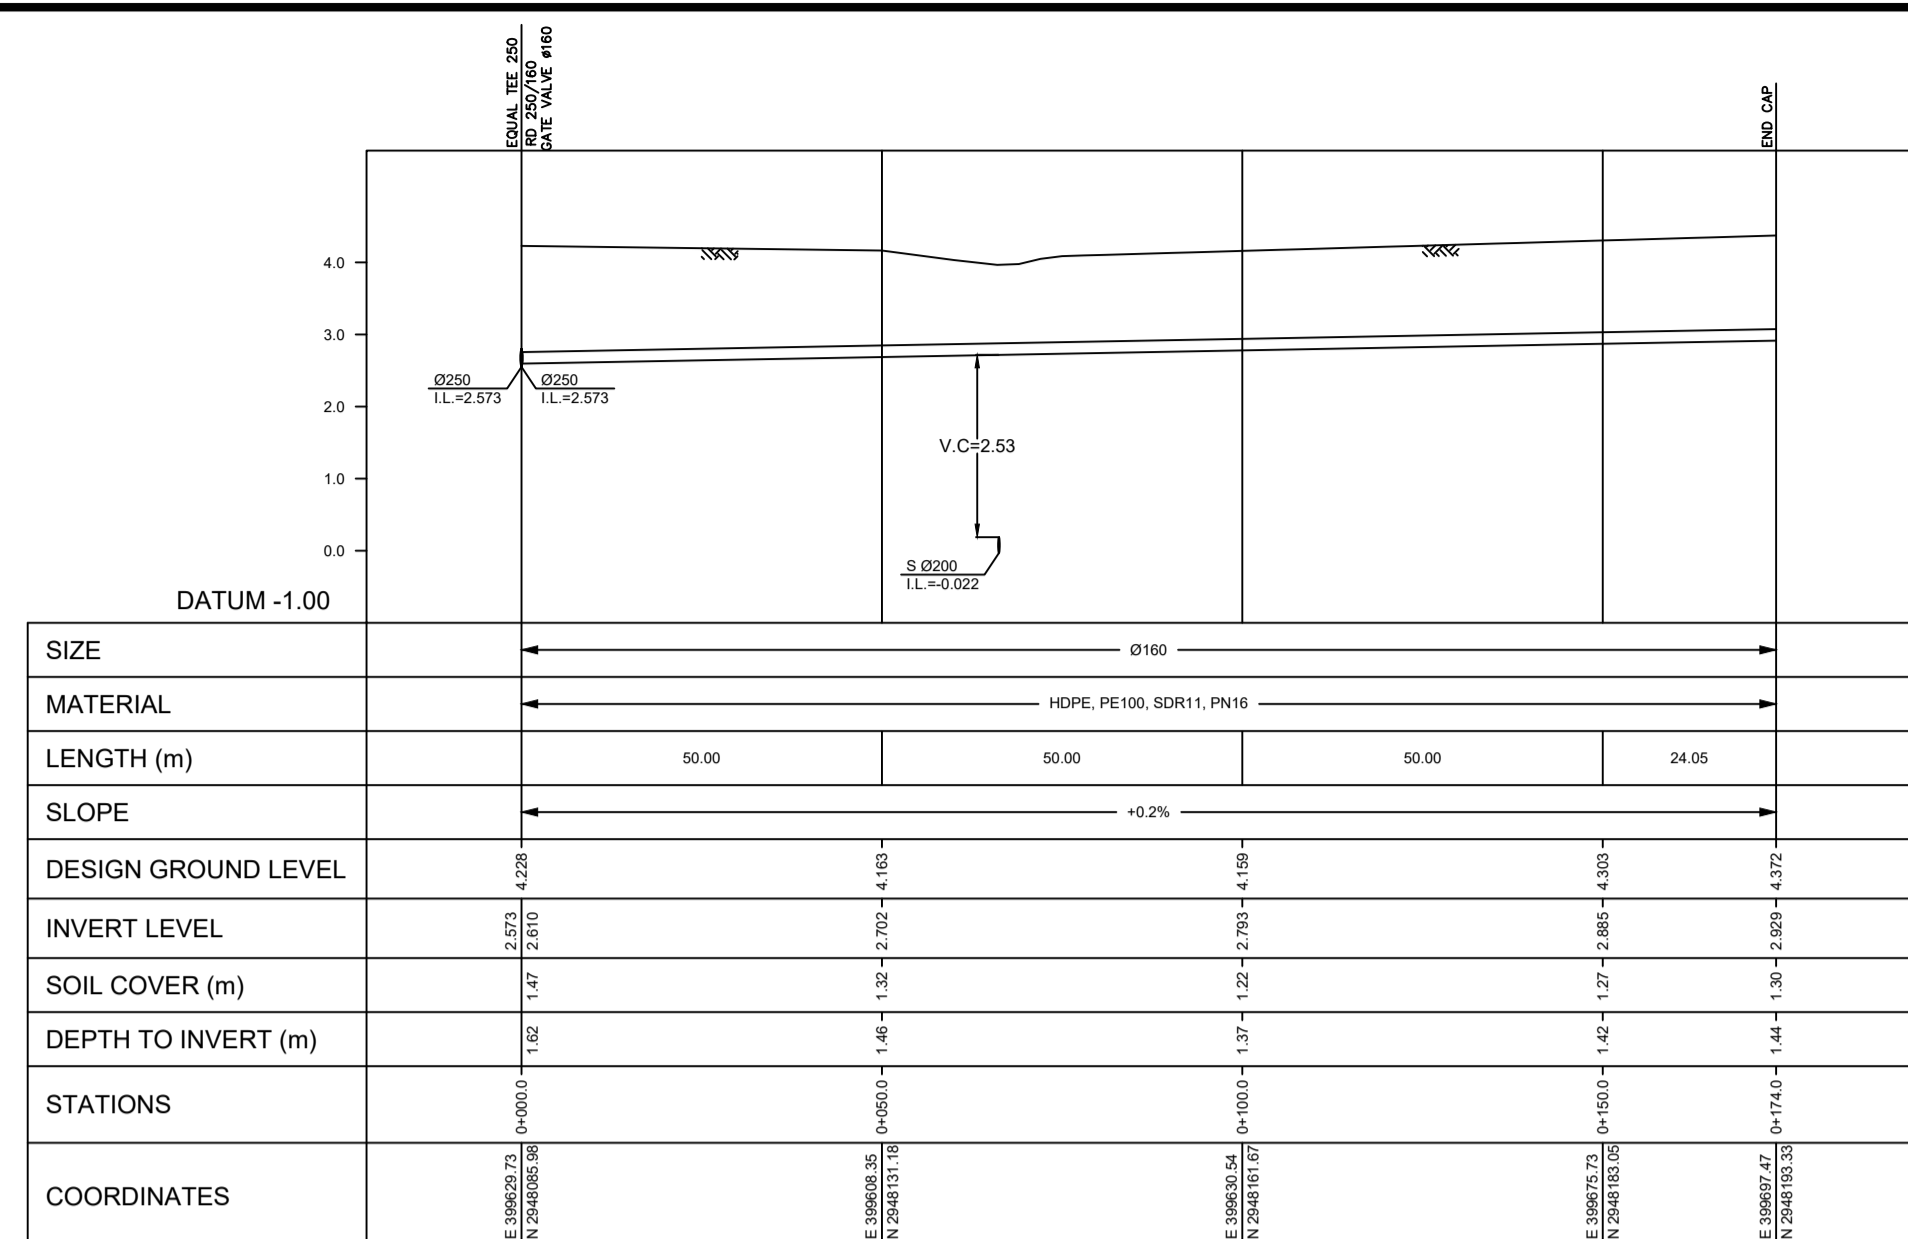 EQUAL TEE 250
RD 250/160
GATE VALVE ø160
END CAP
4.0
3.0
2.0
1.0
0.0
Ø250
I.L.=2.573
Ø250
I.L.=2.573
V.C=2.53
S Ø200
I.L.=-0.022
DATUM -1.00
SIZE Ø160
MATERIAL HDPE, PE100, SDR11, PN16
LENGTH (m) 50.00 50.00 50.00 24.05
SLOPE +0.2%
DESIGN GROUND LEVEL 4.228 4.163 4.159 4.303 4.372
INVERT LEVEL 2.573 2.610 2.702 2.793 2.885 2.929
SOIL COVER (m) 1.47 1.32 1.22 1.27 1.30
DEPTH TO INVERT (m) 1.62 1.46 1.37 1.42 1.44
STATIONS 0+000.0 0+050.0 0+100.0 0+150.0 0+174.0
COORDINATES
E 399629.73
N 2948085.98
E 399608.35
N 2948131.18
E 399630.54
N 2948161.67
E 399675.73
N 2948183.05
E 399697.47
N 2948193.33